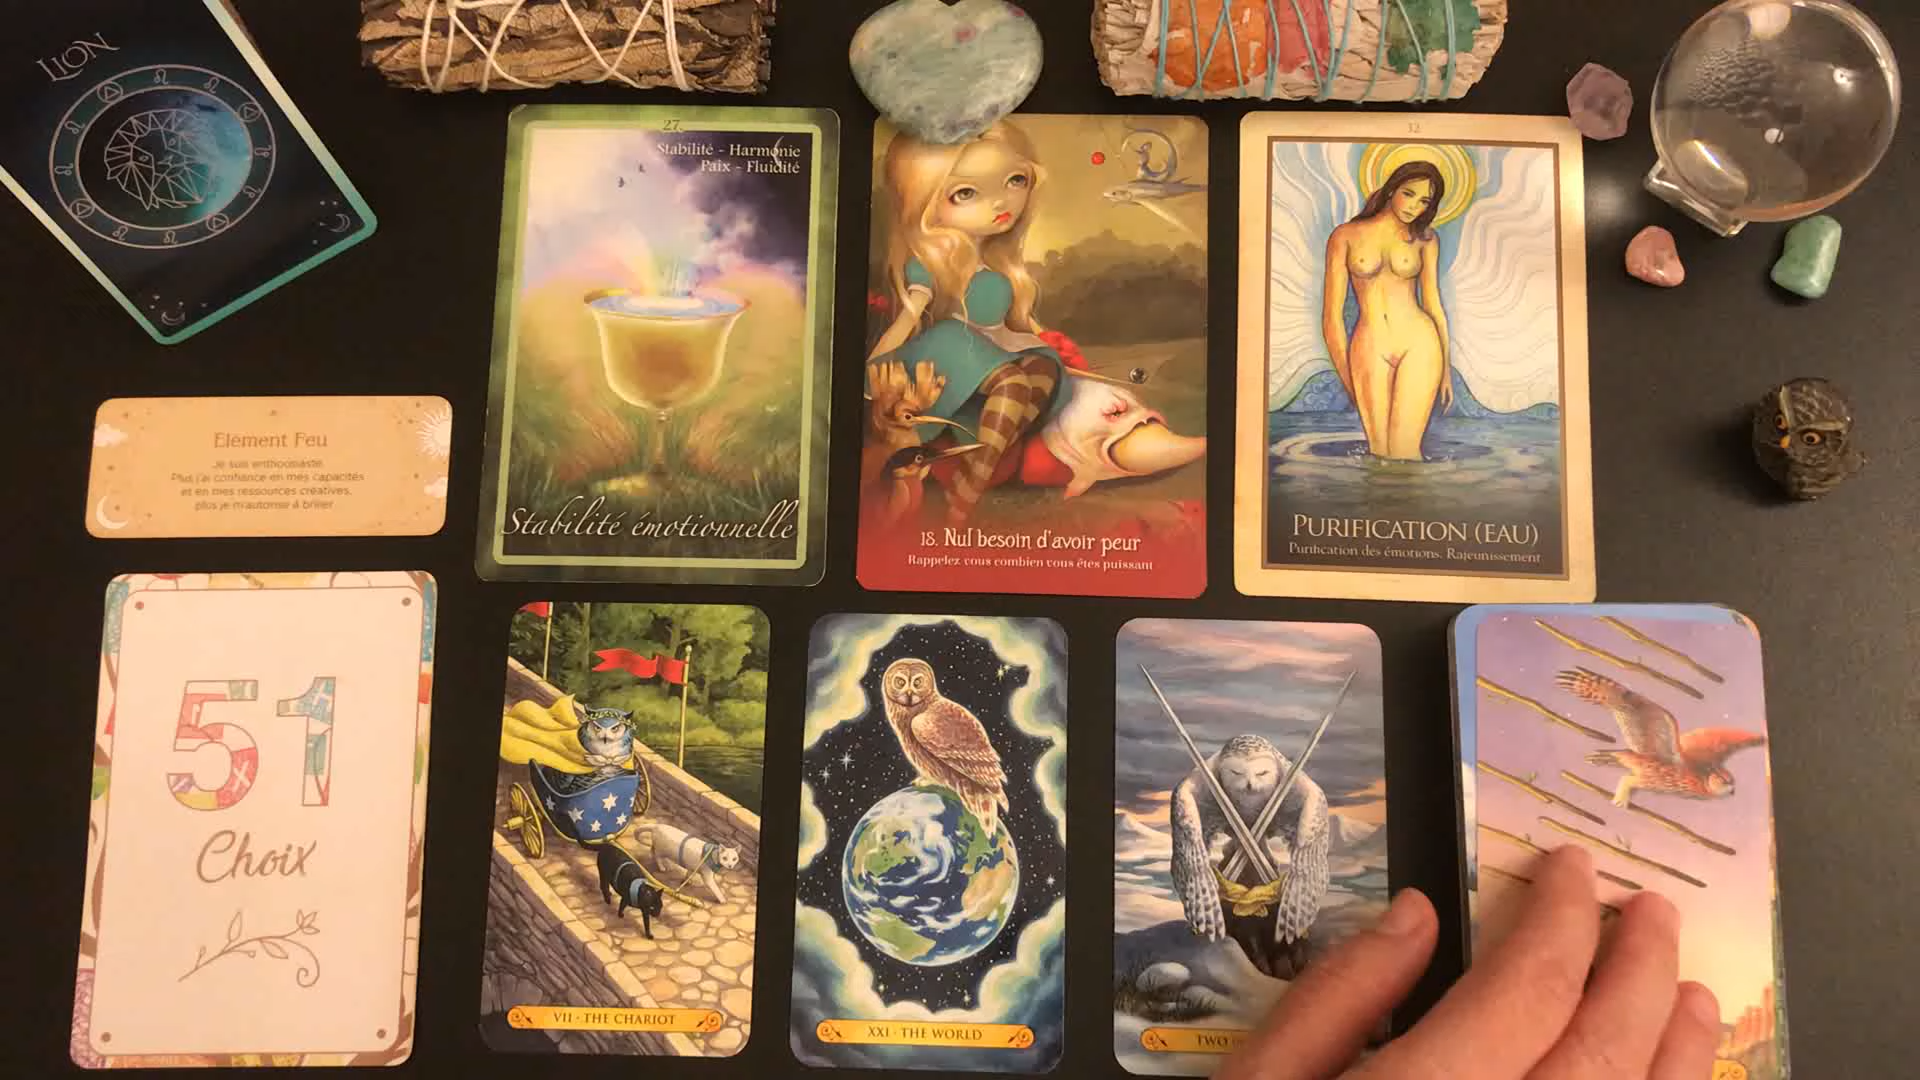 LION
27.
Stabilité - Harmonie
Paix - Fluidité
Stabilité émotionnelle
18. Nul besoin d'avoir peur
Rappelez vous combien vous êtes puissant
32
PURIFICATION (EAU)
Purification des émotions. Rajeunissement
Elément Feu
Je suis enthousiaste.
Plus j'ai confiance en mes capacités
et en mes ressources créatives,
plus je m'autorise à briller
51
Choix
VII · THE CHARIOT
XXI · THE WORLD
TWO